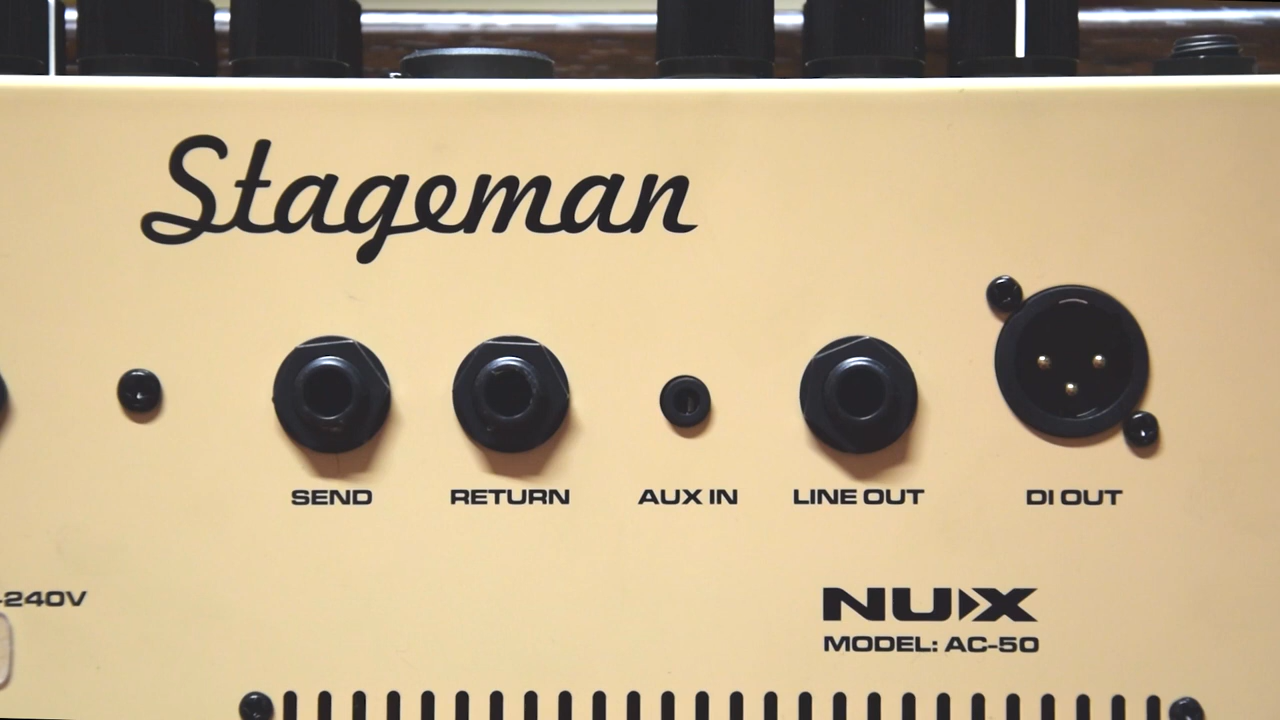 Stageman
SEND RETURN AUX IN LINE OUT DI OUT
-240V
NUX
MODEL: AC-50